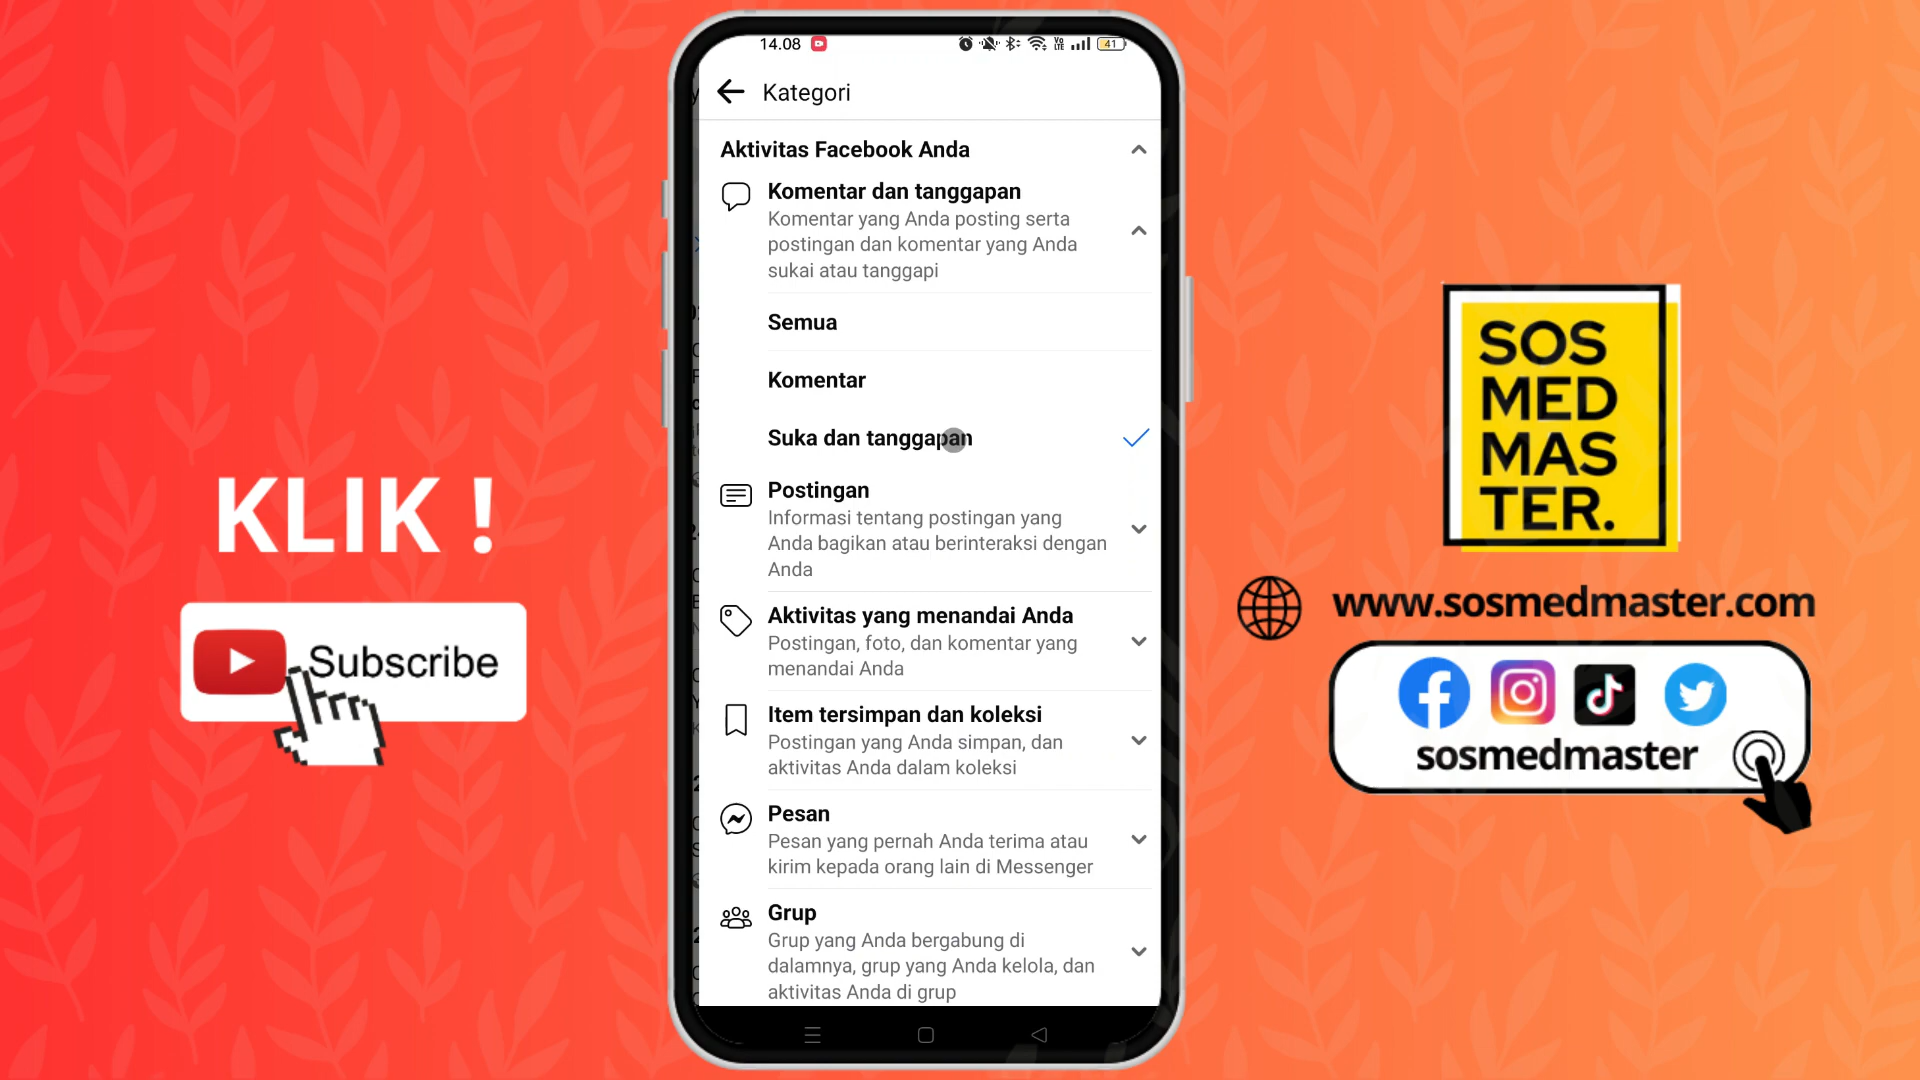 14.08
VO
LTE
41
Kategori
Aktivitas Facebook Anda
Komentar dan tanggapan
Komentar yang Anda posting serta
postingan dan komentar yang Anda
sukai atau tanggapi
Semua
Komentar
Suka dan tanggapan
Postingan
Informasi tentang postingan yang
Anda bagikan atau berinteraksi dengan
Anda
Aktivitas yang menandai Anda
Postingan, foto, dan komentar yang
menandai Anda
Item tersimpan dan koleksi
Postingan yang Anda simpan, dan
aktivitas Anda dalam koleksi
Pesan
Pesan yang pernah Anda terima atau
kirim kepada orang lain di Messenger
Grup
Grup yang Anda bergabung di
dalamnya, grup yang Anda kelola, dan
aktivitas Anda di grup
KLIK !
Subscribe
SOS
MED
MAS
TER.
www.sosmedmaster.com
sosmedmaster